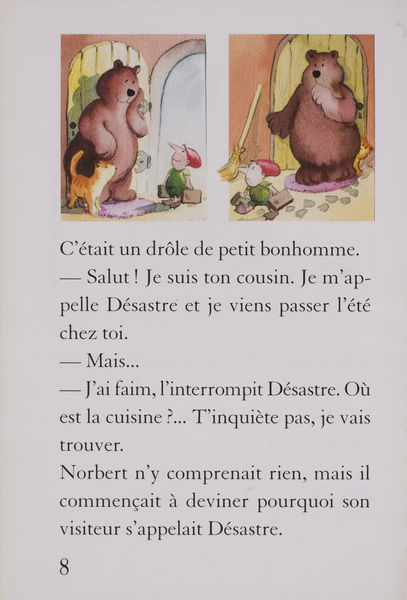 C'était un drôle de petit bonhomme.
— Salut ! Je suis ton cousin. Je m'ap-
pelle Désastre et je viens passer l'été
chez toi.
— Mais...
— J'ai faim, l'interrompit Désastre. Où
est la cuisine ?... T'inquiète pas, je vais
trouver.
Norbert n'y comprenait rien, mais il
commençait à deviner pourquoi son
visiteur s'appelait Désastre.
8